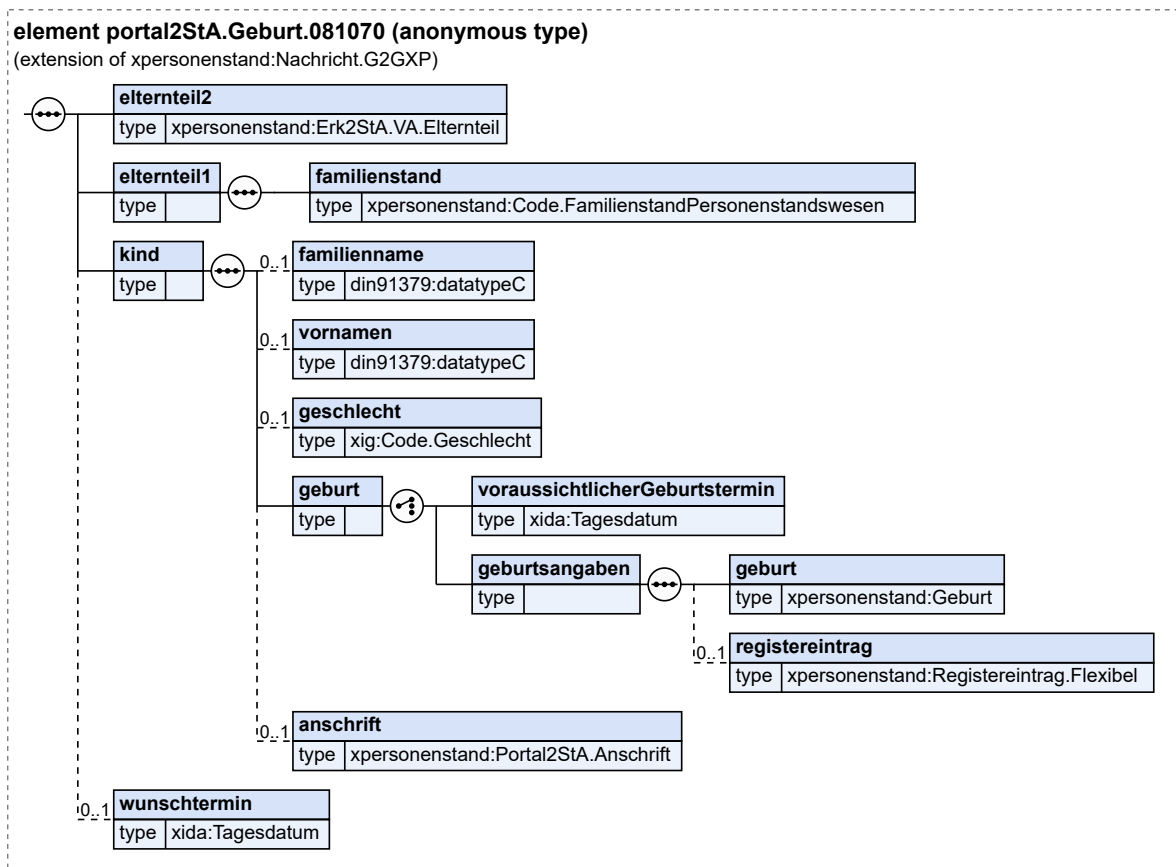 element portal2StA.Geburt.081070 (anonymous type)
(extension of xpersonenstand:Nachricht.G2GXP)
elternteil2
type xpersonenstand:Erk2StA.VA.Elternteil
elternteil1
type
familienstand
type xpersonenstand:Code.FamilienstandPersonenstandswesen
kind
type
0..1
familienname
type din91379:datatypeC
0..1
vornamen
type din91379:datatypeC
0..1
geschlecht
type xig:Code.Geschlecht
geburt
type
voraussichtlicherGeburtstermin
type xida:Tagesdatum
geburtsangaben
type
geburt
type xpersonenstand:Geburt
0..1
registereintrag
type xpersonenstand:Registereintrag.Flexibel
0..1
anschrift
type xpersonenstand:Portal2StA.Anschrift
0..1
wunschtermin
type xida:Tagesdatum